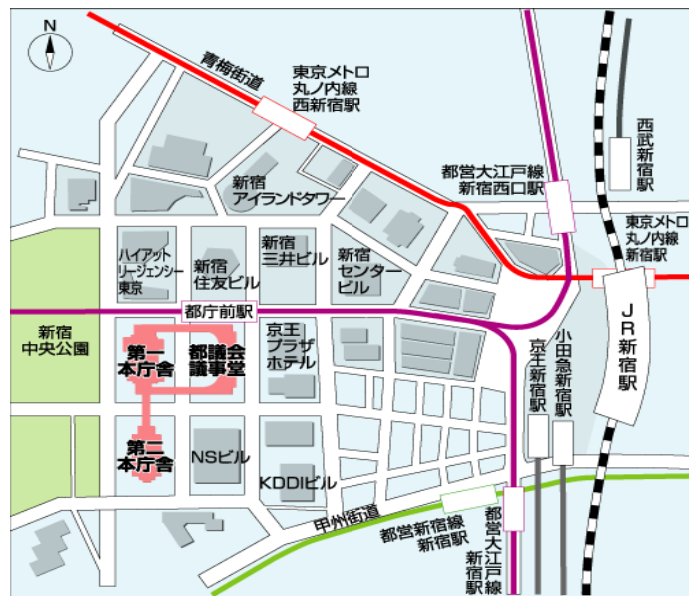 N
青梅街道
東京メトロ
丸ノ内線
西新宿駅
西武新宿駅
都営大江戸線
新宿西口駅
新宿
アイランドタワー
東京メトロ
丸ノ内線
新宿駅
ハイアット
リージェンシー
東京
新宿
住友ビル
新宿
三井ビル
新宿
センター
ビル
都庁前駅
新宿
中央公園
第一
本庁舎
都議会
議事堂
京王
プラザ
ホテル
京王新宿駅
小田急新宿駅
JR新宿駅
第二
本庁舎
NSビル
KDDIビル
甲州街道
都営新宿線
新宿駅
都営大江戸線
新宿駅